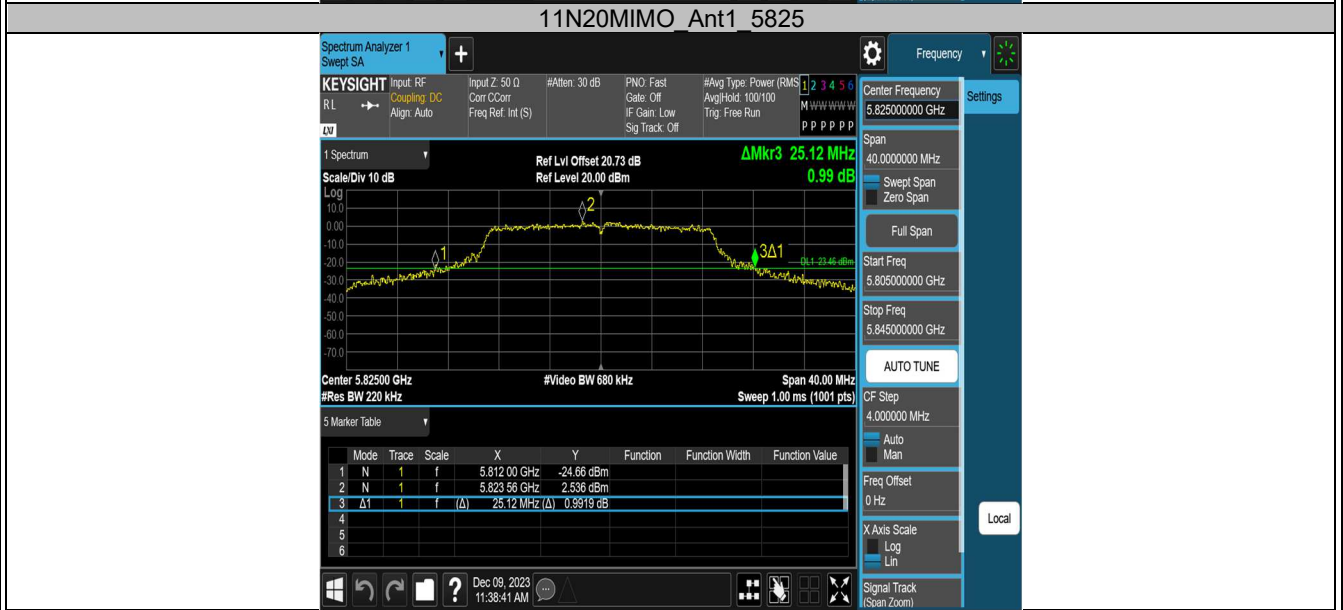 11N20MIMO_Ant1_5825
Spectrum Analyzer 1
Swept SA
+
Frequency
KEYSIGHT
RL
LXI
Input: RF
Coupling: DC
Align: Auto
Input Z: 50 Ω
Corr CCorr
Freq Ref: Int (S)
#Atten: 30 dB
PNO: Fast
Gate: Off
IF Gain: Low
Sig Track: Off
#Avg Type: Power (RMS
Avg|Hold: 100/100
Trig: Free Run
1 2 3 4 5 6
M W W W W W
P P P P P P
Center Frequency
5.825000000 GHz
Settings
Span
40.0000000 MHz
Swept Span
Zero Span
Full Span
Start Freq
5.805000000 GHz
Stop Freq
5.845000000 GHz
AUTO TUNE
CF Step
4.000000 MHz
Auto
Man
Freq Offset
0 Hz
X Axis Scale
Log
Lin
Signal Track
(Span Zoom)
Local
1 Spectrum
Scale/Div 10 dB
Ref Lvl Offset 20.73 dB
Ref Level 20.00 dBm
ΔMkr3 25.12 MHz
0.99 dB
Log
10.0
0.00
-10.0
-20.0
-30.0
-40.0
-50.0
-60.0
-70.0
1
2
3Δ1
DL1 -23.46 dBm
Center 5.82500 GHz
#Video BW 680 kHz
Span 40.00 MHz
#Res BW 220 kHz
Sweep 1.00 ms (1001 pts)
5 Marker Table
Mode Trace Scale X Y Function Function Width Function Value
1 N 1 f 5.812 00 GHz -24.66 dBm
2 N 1 f 5.823 56 GHz 2.536 dBm
3 Δ1 1 f (Δ) 25.12 MHz (Δ) 0.9919 dB
4
5
6
?
Dec 09, 2023
11:38:41 AM